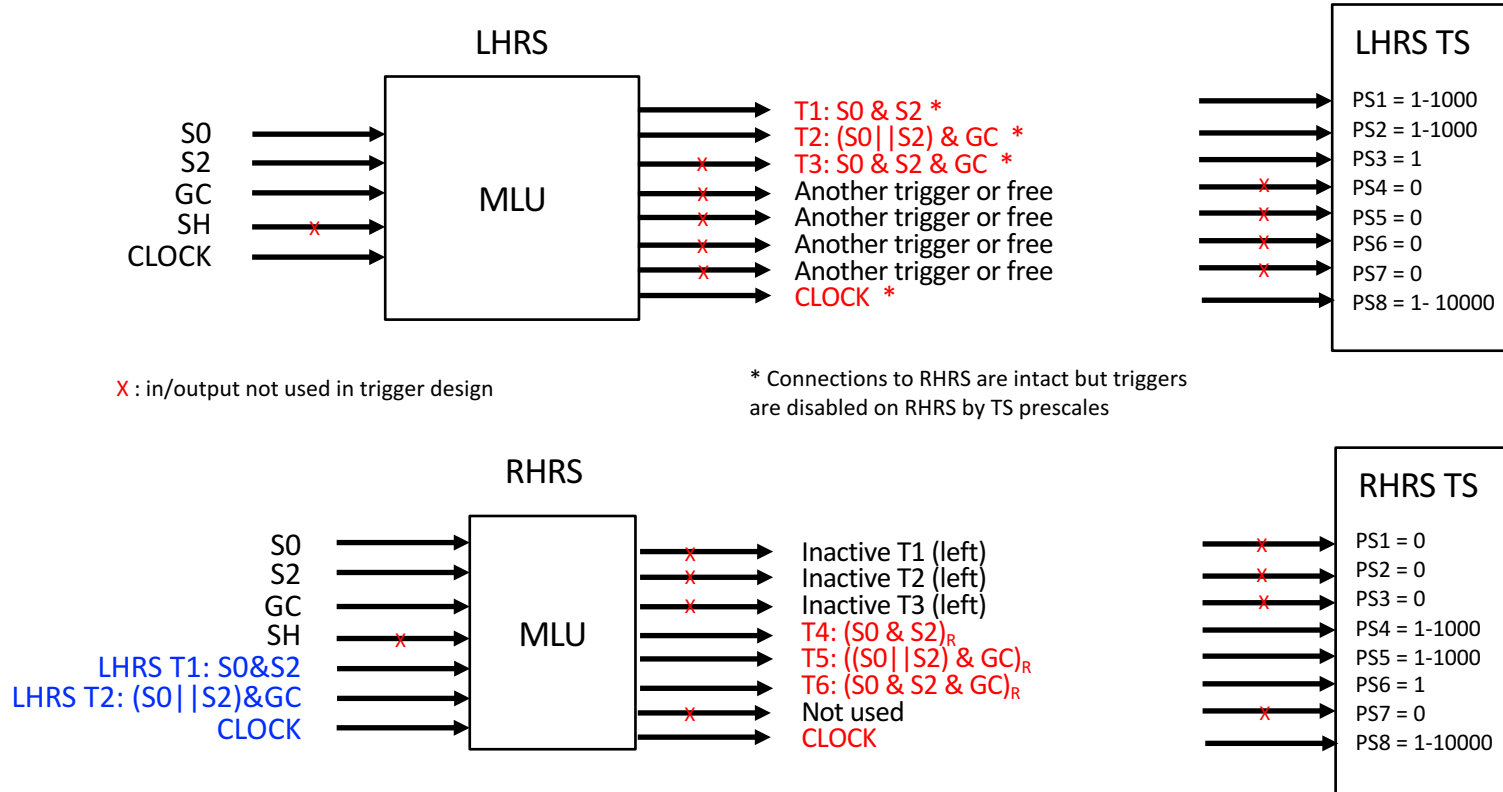 LHRS
LHRS TS
S0
S2
GC
SH
CLOCK
X
MLU
T1: S0 & S2 *
T2: (S0||S2) & GC *
X T3: S0 & S2 & GC *
X Another trigger or free
X Another trigger or free
X Another trigger or free
X Another trigger or free
CLOCK *
PS1 = 1-1000
PS2 = 1-1000
PS3 = 1
X PS4 = 0
X PS5 = 0
X PS6 = 0
X PS7 = 0
PS8 = 1- 10000
X : in/output not used in trigger design
* Connections to RHRS are intact but triggers
are disabled on RHRS by TS prescales
RHRS
RHRS TS
S0
S2
GC
SH X
LHRS T1: S0&S2
LHRS T2: (S0||S2)&GC
CLOCK
MLU
X Inactive T1 (left)
X Inactive T2 (left)
X Inactive T3 (left)
T4: (S0 & S2)R
T5: ((S0||S2) & GC)R
T6: (S0 & S2 & GC)R
X Not used
CLOCK
X PS1 = 0
X PS2 = 0
X PS3 = 0
PS4 = 1-1000
PS5 = 1-1000
PS6 = 1
X PS7 = 0
PS8 = 1-10000